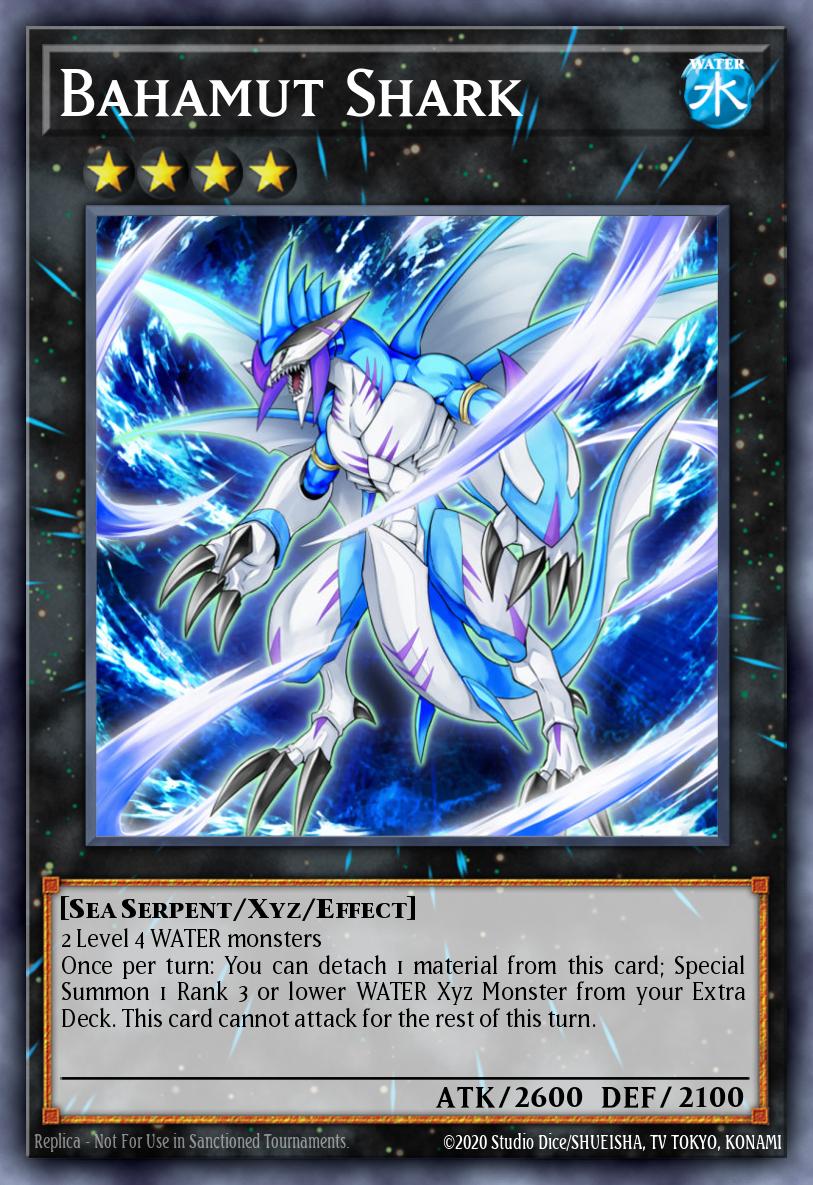 Bahamut Shark
WATER
水
[Sea Serpent/Xyz/Effect]
2 Level 4 WATER monsters
Once per turn: You can detach 1 material from this card; Special
Summon 1 Rank 3 or lower WATER Xyz Monster from your Extra
Deck. This card cannot attack for the rest of this turn.
ATK/2600 DEF/2100
Replica - Not For Use in Sanctioned Tournaments.
©2020 Studio Dice/SHUEISHA, TV TOKYO, KONAMI